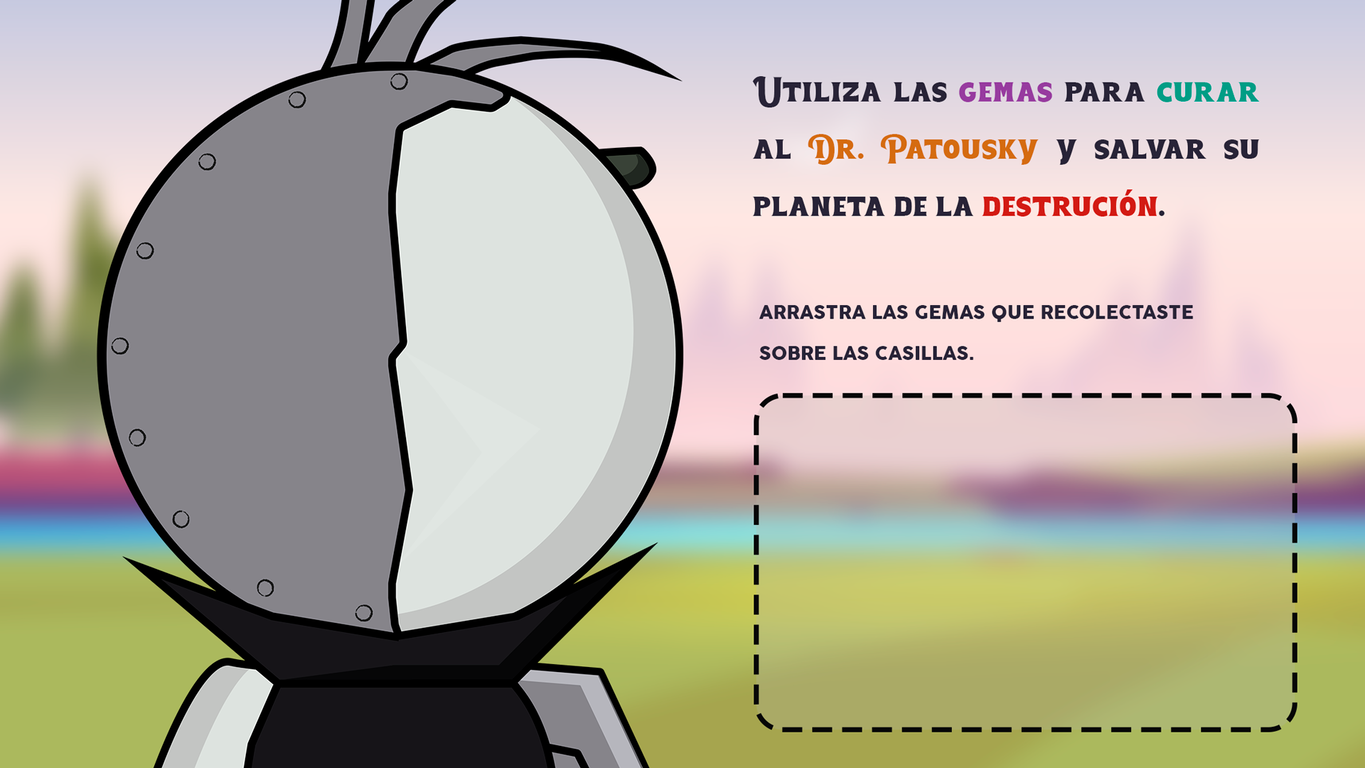 Utiliza las gemas para curar
al Dr. Patousky y salvar su
planeta de la destrución.
ARRASTRA LAS GEMAS QUE RECOLECTASTE
SOBRE LAS CASILLAS.